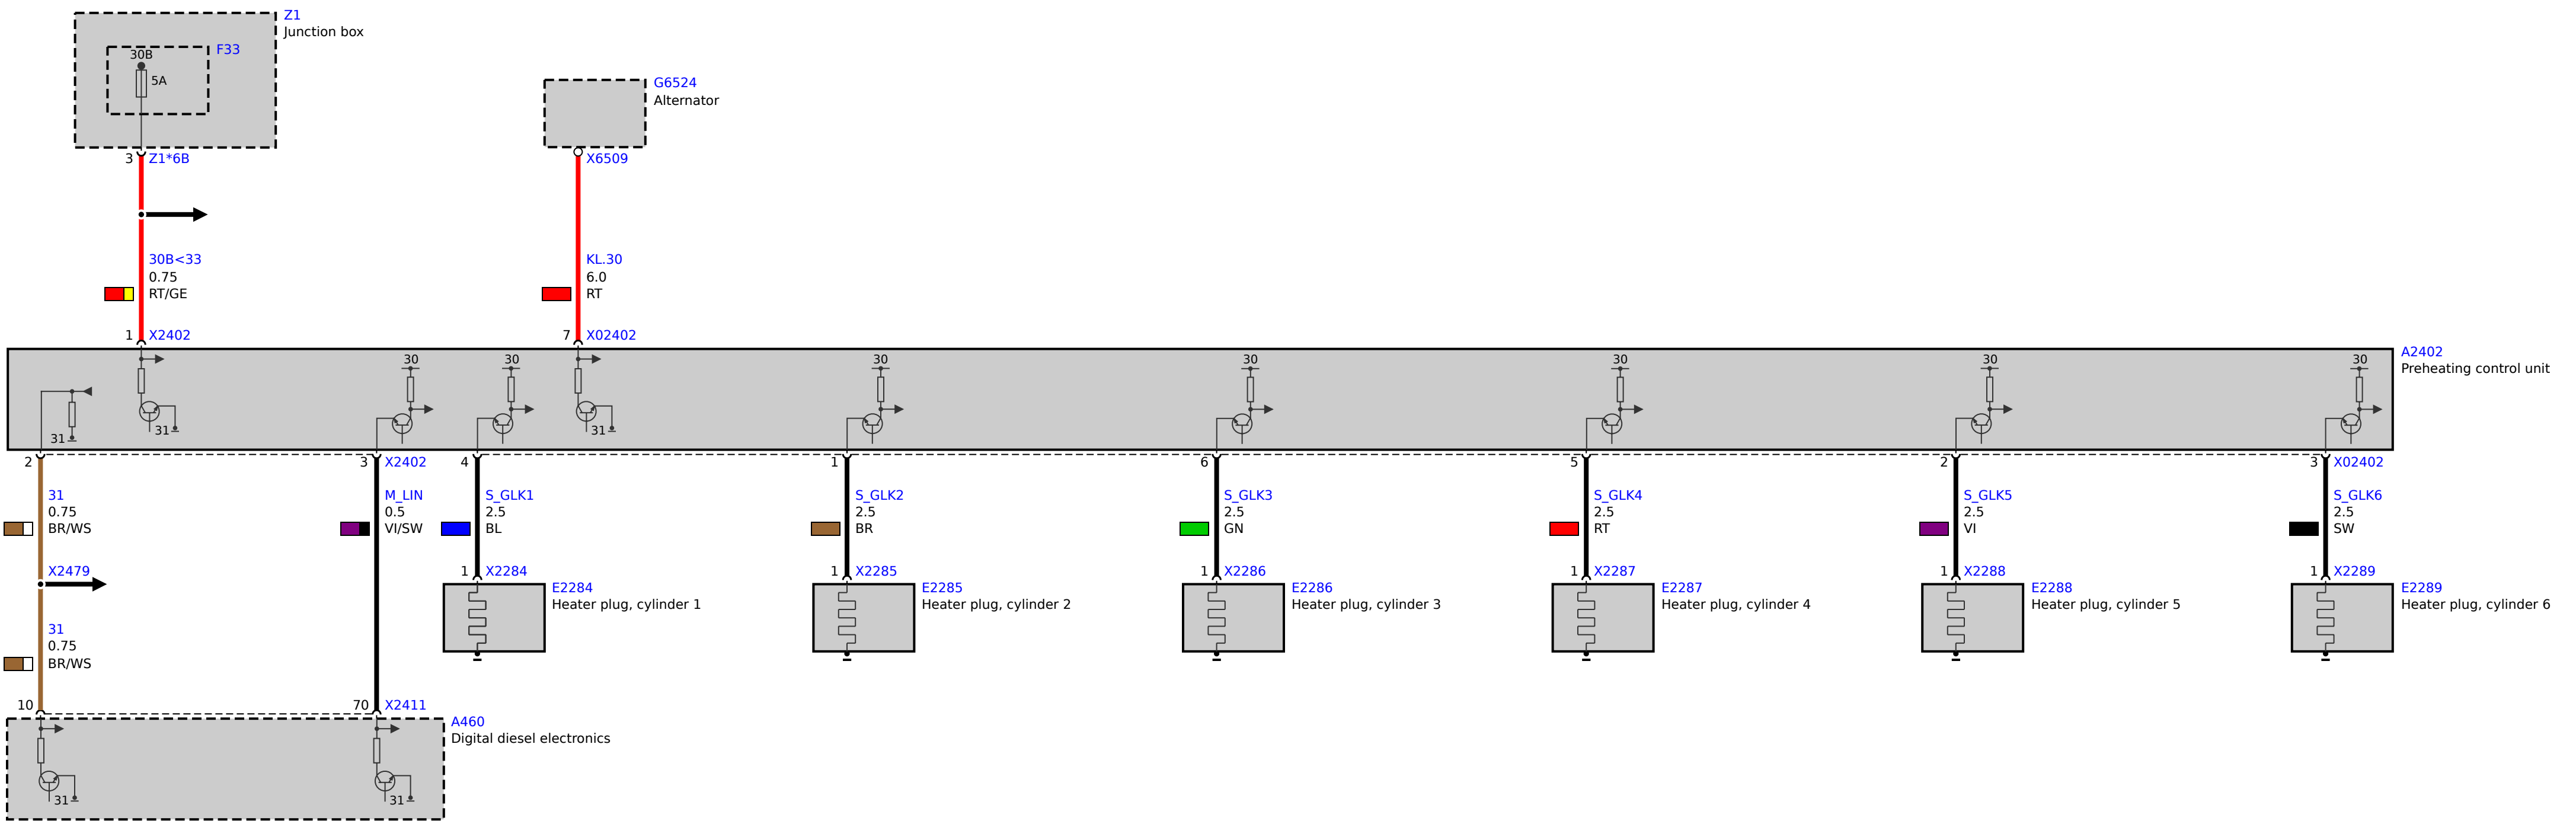 Z1
Junction box
30B
F33
5A
G6524
Alternator
3
Z1*6B
X6509
30B<33
0.75
RT/GE
KL.30
6.0
RT
1
X2402
7
X02402
A2402
Preheating control unit
30
30
30
30
30
30
30
31
31
31
2
3
X2402
4
1
6
5
2
3
X02402
31
0.75
BR/WS
M_LIN
0.5
VI/SW
S_GLK1
2.5
BL
S_GLK2
2.5
BR
S_GLK3
2.5
GN
S_GLK4
2.5
RT
S_GLK5
2.5
VI
S_GLK6
2.5
SW
X2479
1
X2284
1
X2285
1
X2286
1
X2287
1
X2288
1
X2289
E2284
Heater plug, cylinder 1
E2285
Heater plug, cylinder 2
E2286
Heater plug, cylinder 3
E2287
Heater plug, cylinder 4
E2288
Heater plug, cylinder 5
E2289
Heater plug, cylinder 6
31
0.75
BR/WS
10
70
X2411
A460
Digital diesel electronics
31
31